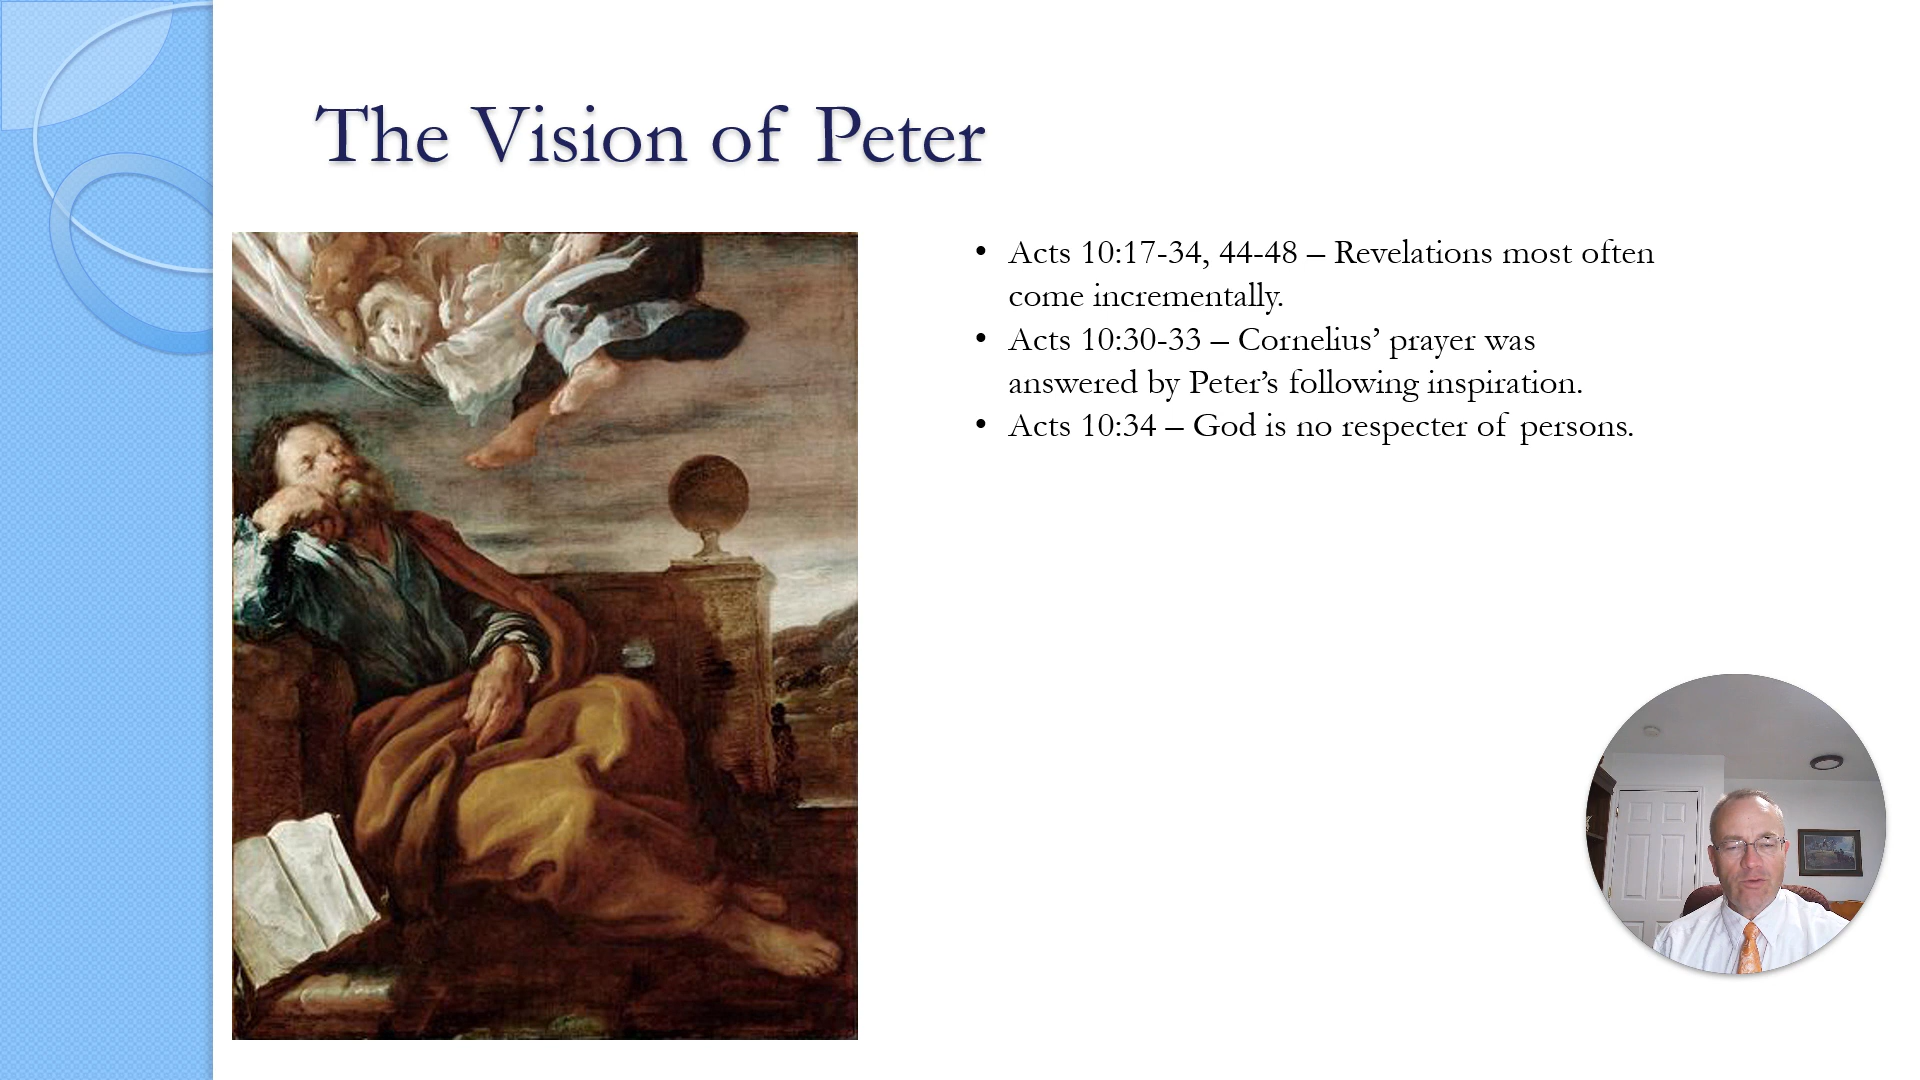 The Vision of Peter
• Acts 10:17-34, 44-48 – Revelations most often
come incrementally.
• Acts 10:30-33 – Cornelius’ prayer was
answered by Peter’s following inspiration.
• Acts 10:34 – God is no respecter of persons.